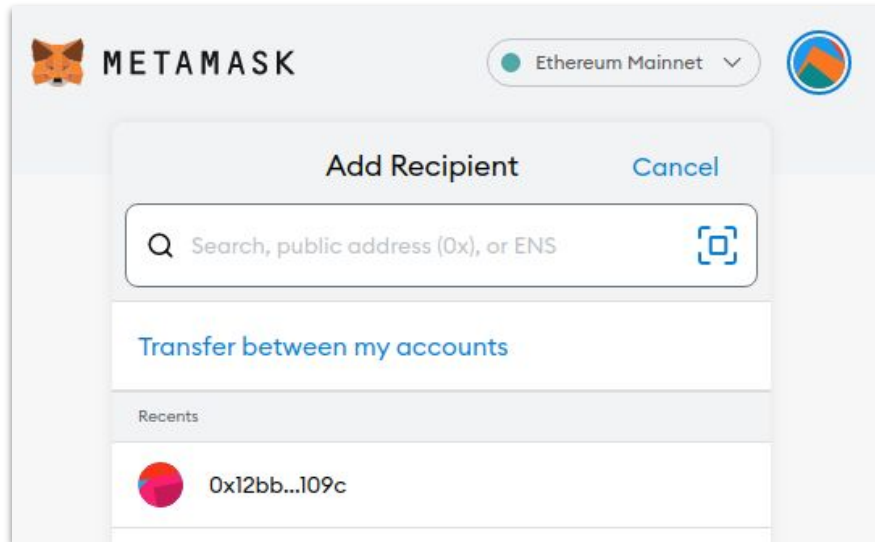 METAMASK
Ethereum Mainnet
Add Recipient
Cancel
Search, public address (0x), or ENS
Transfer between my accounts
Recents
0x12bb...109c